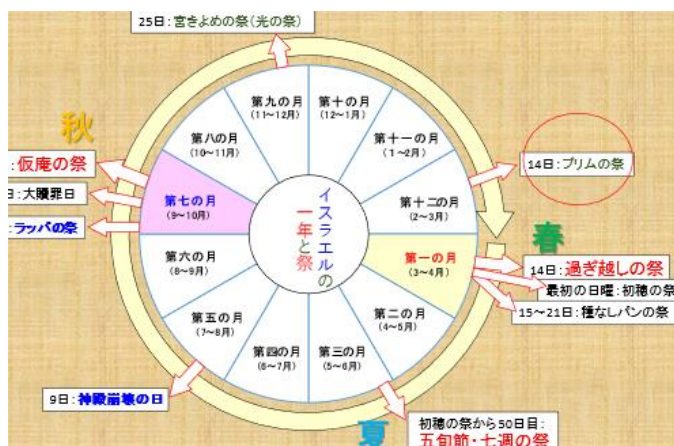 25日:宮きよめの祭(光の祭)
秋
第九の月
(11～12月)
第十の月
(12～1月)
第八の月
(10～11月)
第十一の月
(1～2月)
:仮庵の祭
日:大贖罪日
:ラッパの祭
第七の月
(9～10月)
イスラエルの
一年と祭
第十二の月
(2～3月)
14日:プリムの祭
春
第六の月
(8～9月)
第一の月
(3～4月)
14日:過ぎ越しの祭
最初の日曜:初穂の祭
15～21日:種なしパンの祭
第五の月
(7～8月)
第二の月
(4～5月)
第四の月
(6～7月)
第三の月
(5～6月)
9日:神殿崩壊の日
夏
初穂の祭から50日目:
五旬節・七週の祭